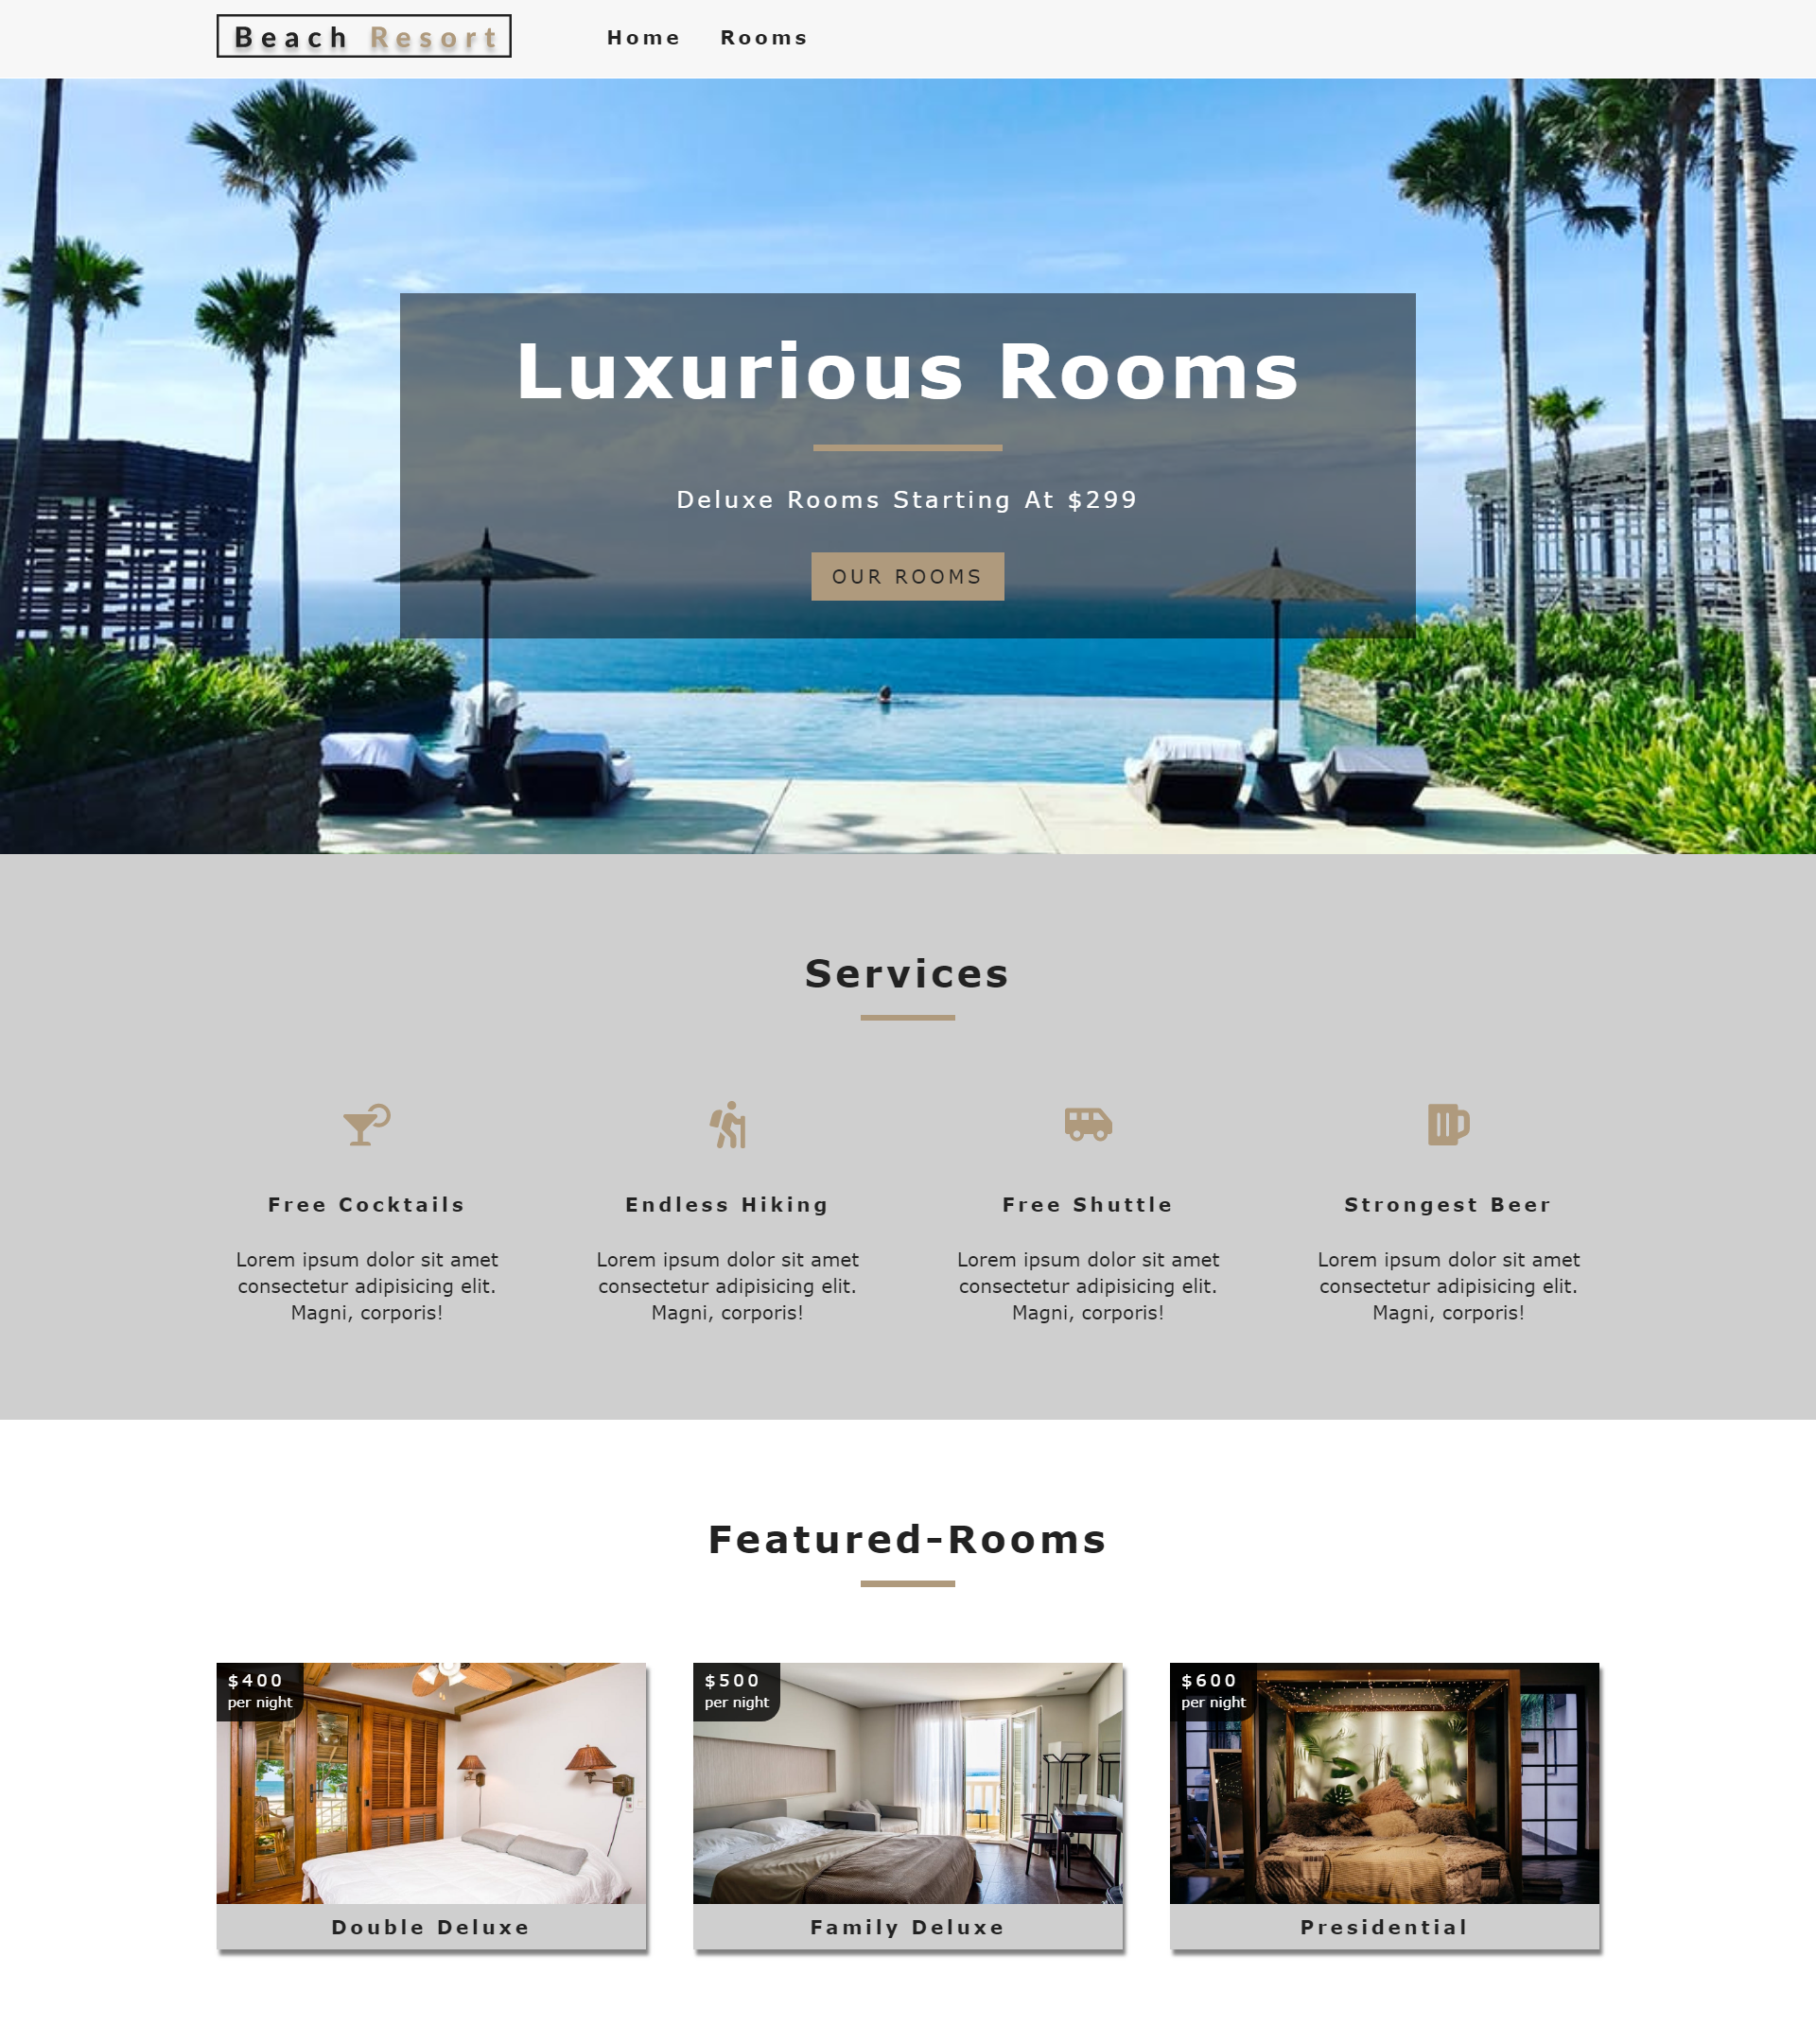 Beach Resort
Home Rooms
Luxurious Rooms
Deluxe Rooms Starting At $299
OUR ROOMS
Services
Free Cocktails
Lorem ipsum dolor sit amet
consectetur adipisicing elit.
Magni, corporis!
Endless Hiking
Lorem ipsum dolor sit amet
consectetur adipisicing elit.
Magni, corporis!
Free Shuttle
Lorem ipsum dolor sit amet
consectetur adipisicing elit.
Magni, corporis!
Strongest Beer
Lorem ipsum dolor sit amet
consectetur adipisicing elit.
Magni, corporis!
Featured-Rooms
$400
per night
Double Deluxe
$500
per night
Family Deluxe
$600
per night
Presidential